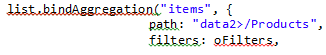 list.bindAggregation("items", {
path: "data2>/Products",
filters: oFilters,